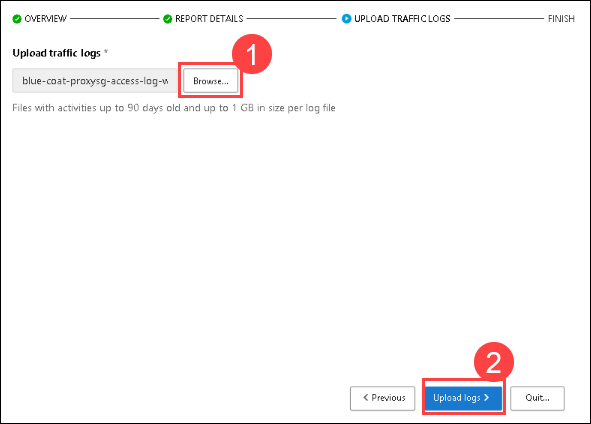 OVERVIEW REPORT DETAILS UPLOAD TRAFFIC LOGS FINISH
Upload traffic logs *
1
blue-coat-proxysg-access-log-w Browse...
Files with activities up to 90 days old and up to 1 GB in size per log file
2
< Previous Upload logs > Quit...